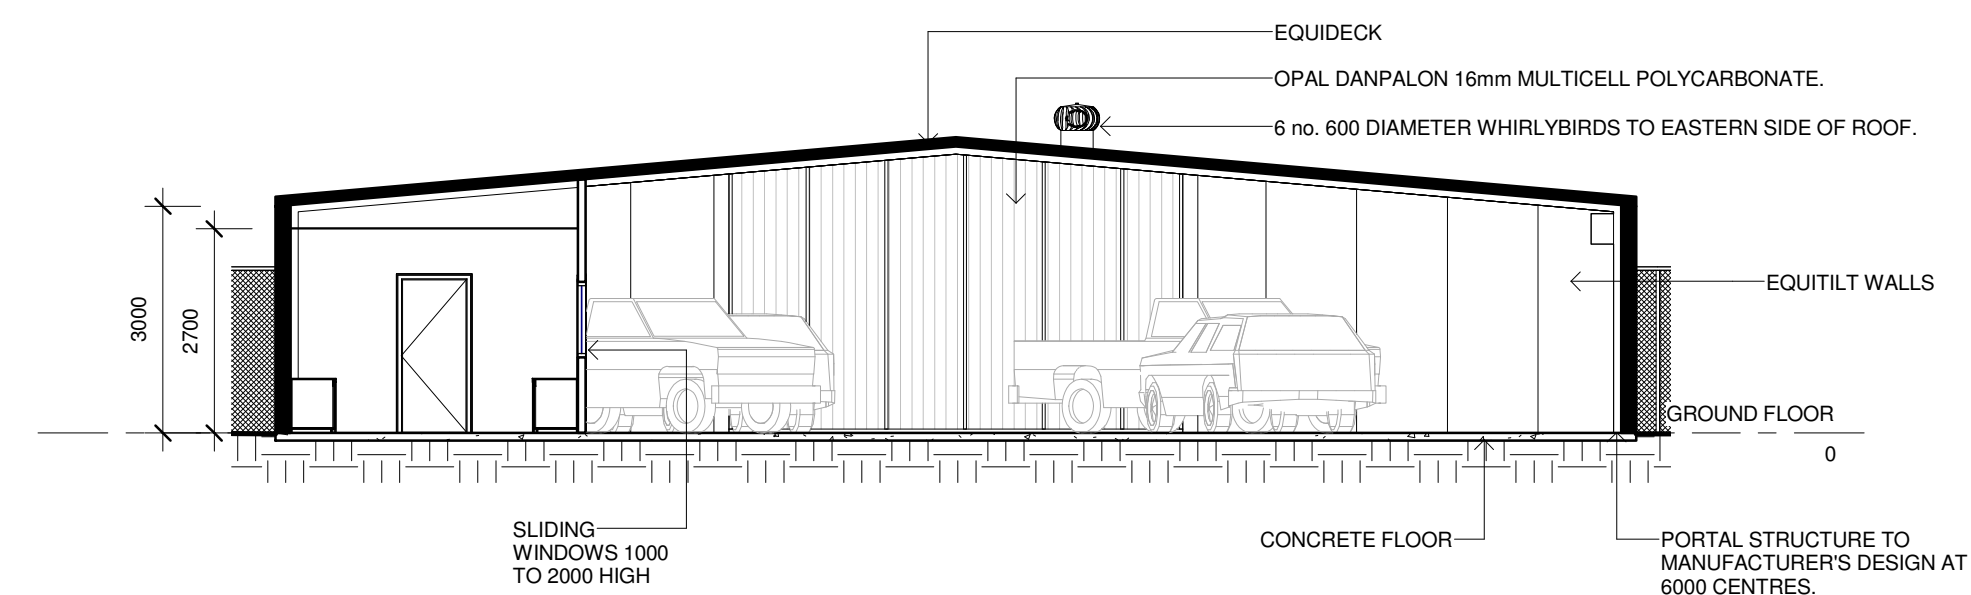 EQUIDECK
OPAL DANPALON 16mm MULTICELL POLYCARBONATE.
6 no. 600 DIAMETER WHIRLYBIRDS TO EASTERN SIDE OF ROOF.
3000
2700
EQUITILT WALLS
GROUND FLOOR
0
SLIDING
WINDOWS 1000
TO 2000 HIGH
CONCRETE FLOOR
PORTAL STRUCTURE TO
MANUFACTURER'S DESIGN AT
6000 CENTRES.